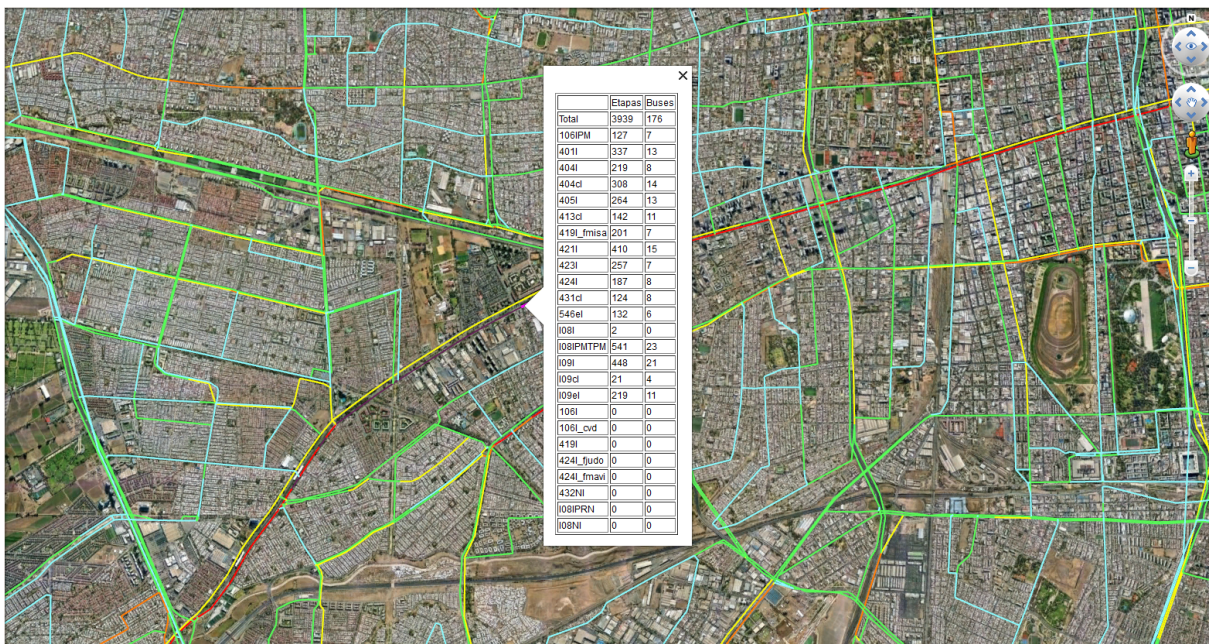 N
Etapas Buses
Total 3939 176
106IPM 127 7
401I 337 13
404I 219 8
404cI 308 14
405I 264 13
413cI 142 11
419I_fmisa 201 7
421I 410 15
423I 257 7
424I 187 8
431cI 124 8
546eI 132 6
I08I 2 0
I08IPMTPM 541 23
I09I 448 21
I09cI 21 4
I09eI 219 11
106I 0 0
106I_cvd 0 0
419I 0 0
424I_fjudo 0 0
424I_fmavi 0 0
432NI 0 0
I08IPRN 0 0
I08NI 0 0